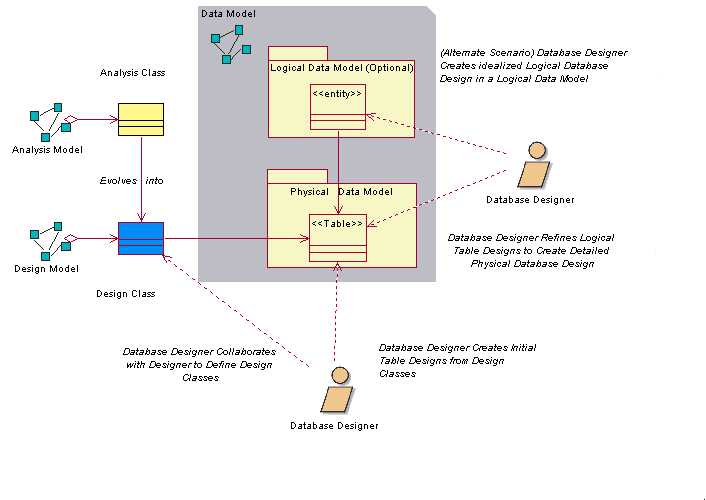 Data Model
(Alternate Scenario) Database Designer
Creates idealized Logical Database
Design in a Logical Data Model
Analysis Class
Logical Data Model (Optional)
<<entity>>
Analysis Model
Evolves into
Database Designer
Physical Data Model
<<Table>>
Database Designer Refines Logical
Table Designs to Create Detailed
Physical Database Design
Design Model
Design Class
Database Designer Collaborates
with Designer to Define Design
Classes
Database Designer Creates Initial
Table Designs from Design
Classes
Database Designer